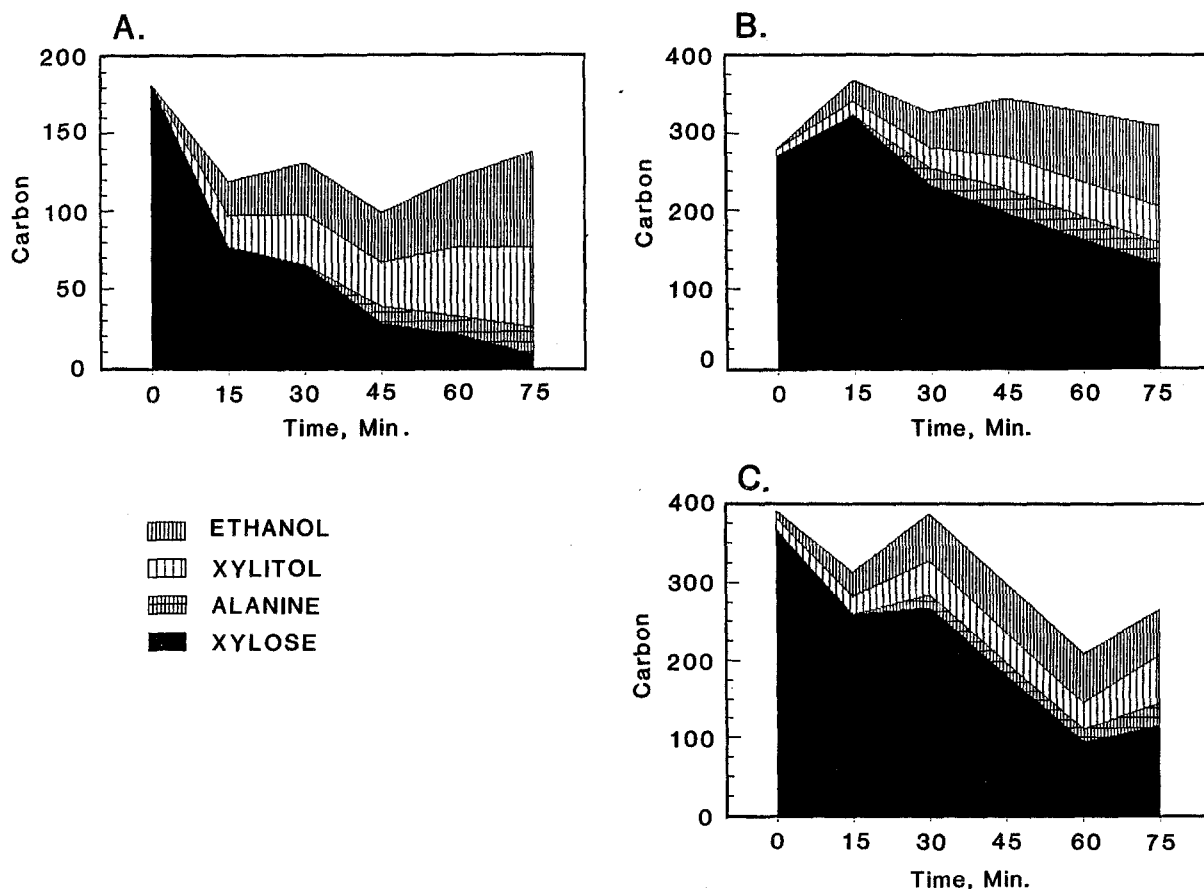 A.
200
150
100
50
0
Carbon
0 15 30 45 60 75
Time, Min.
B.
400
300
200
100
0
Carbon
0 15 30 45 60 75
Time, Min.
ETHANOL
XYLITOL
ALANINE
XYLOSE
C.
400
300
200
100
0
Carbon
0 15 30 45 60 75
Time, Min.